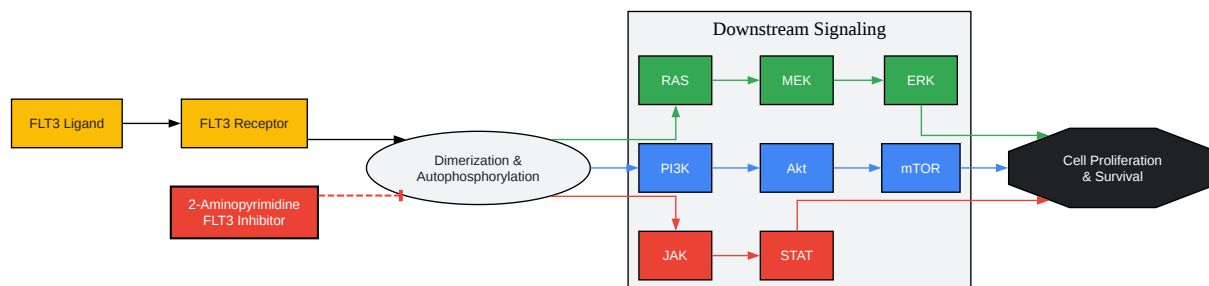 Downstream Signaling
RAS
MEK
ERK
FLT3 Ligand
FLT3 Receptor
Dimerization &
Autophosphorylation
PI3K
Akt
mTOR
Cell Proliferation
& Survival
2-Aminopyrimidine
FLT3 Inhibitor
JAK
STAT